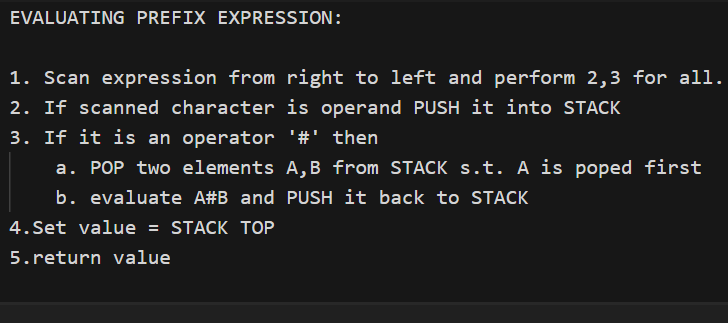 EVALUATING PREFIX EXPRESSION:
1. Scan expression from right to left and perform 2,3 for all.
2. If scanned character is operand PUSH it into STACK
3. If it is an operator '#' then
a. POP two elements A,B from STACK s.t. A is poped first
b. evaluate A#B and PUSH it back to STACK
4.Set value = STACK TOP
5.return value